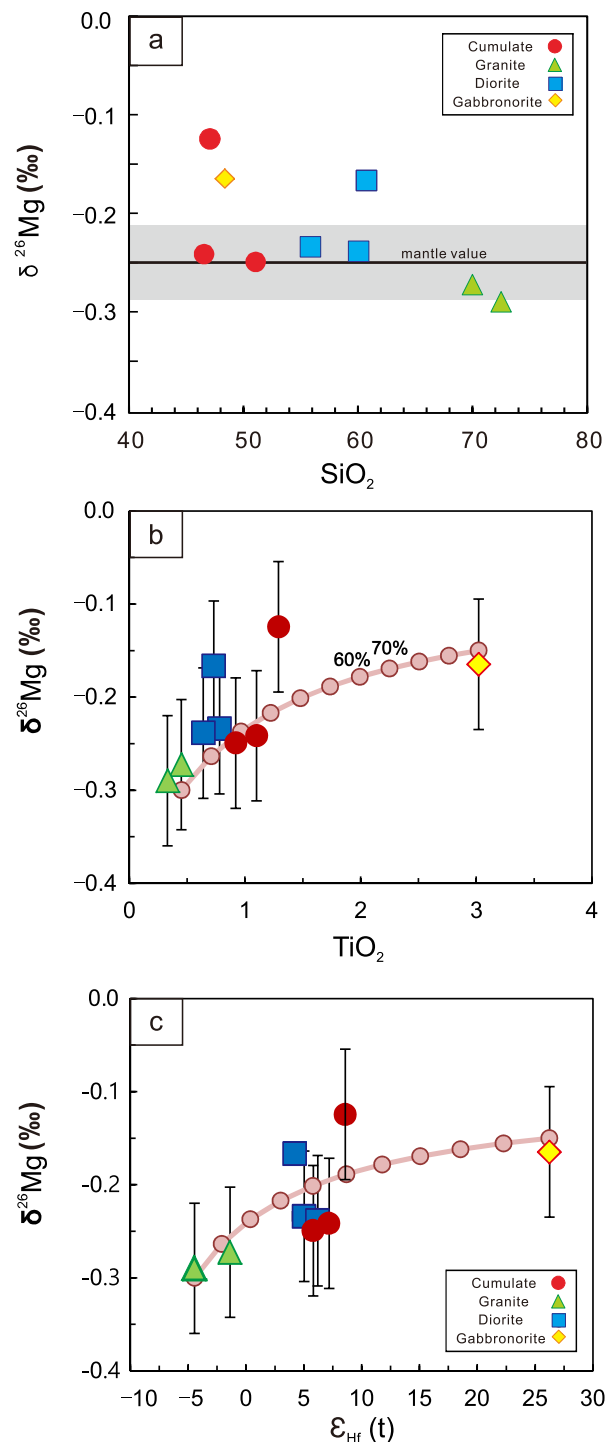 a
0.0
−0.1
−0.2
−0.3
−0.4
δ ²⁶Mg (‰)
Cumulate
Granite
Diorite
Gabbronorite
mantle value
40 50 60 70 80
SiO₂
b
0.0
-0.1
-0.2
-0.3
-0.4
δ²⁶Mg (‰)
60% 70%
0 1 2 3 4
TiO₂
c
0.0
-0.1
-0.2
-0.3
-0.4
δ²⁶Mg (‰)
Cumulate
Granite
Diorite
Gabbronorite
−10 −5 0 5 10 15 20 25 30
ƐHf (t)